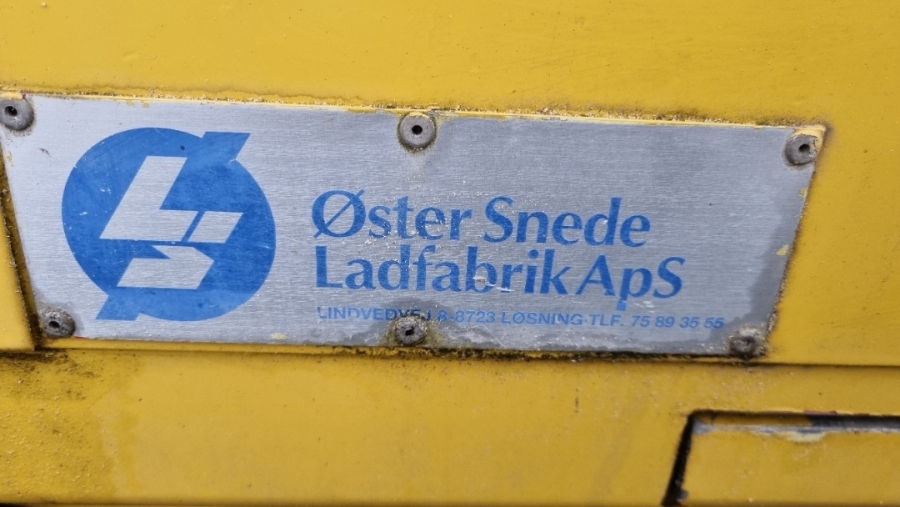 Øster Snede
Ladfabrik ApS
LINDVEDVEJ 8-8723 LØSNING-TLF. 75 89 35 55